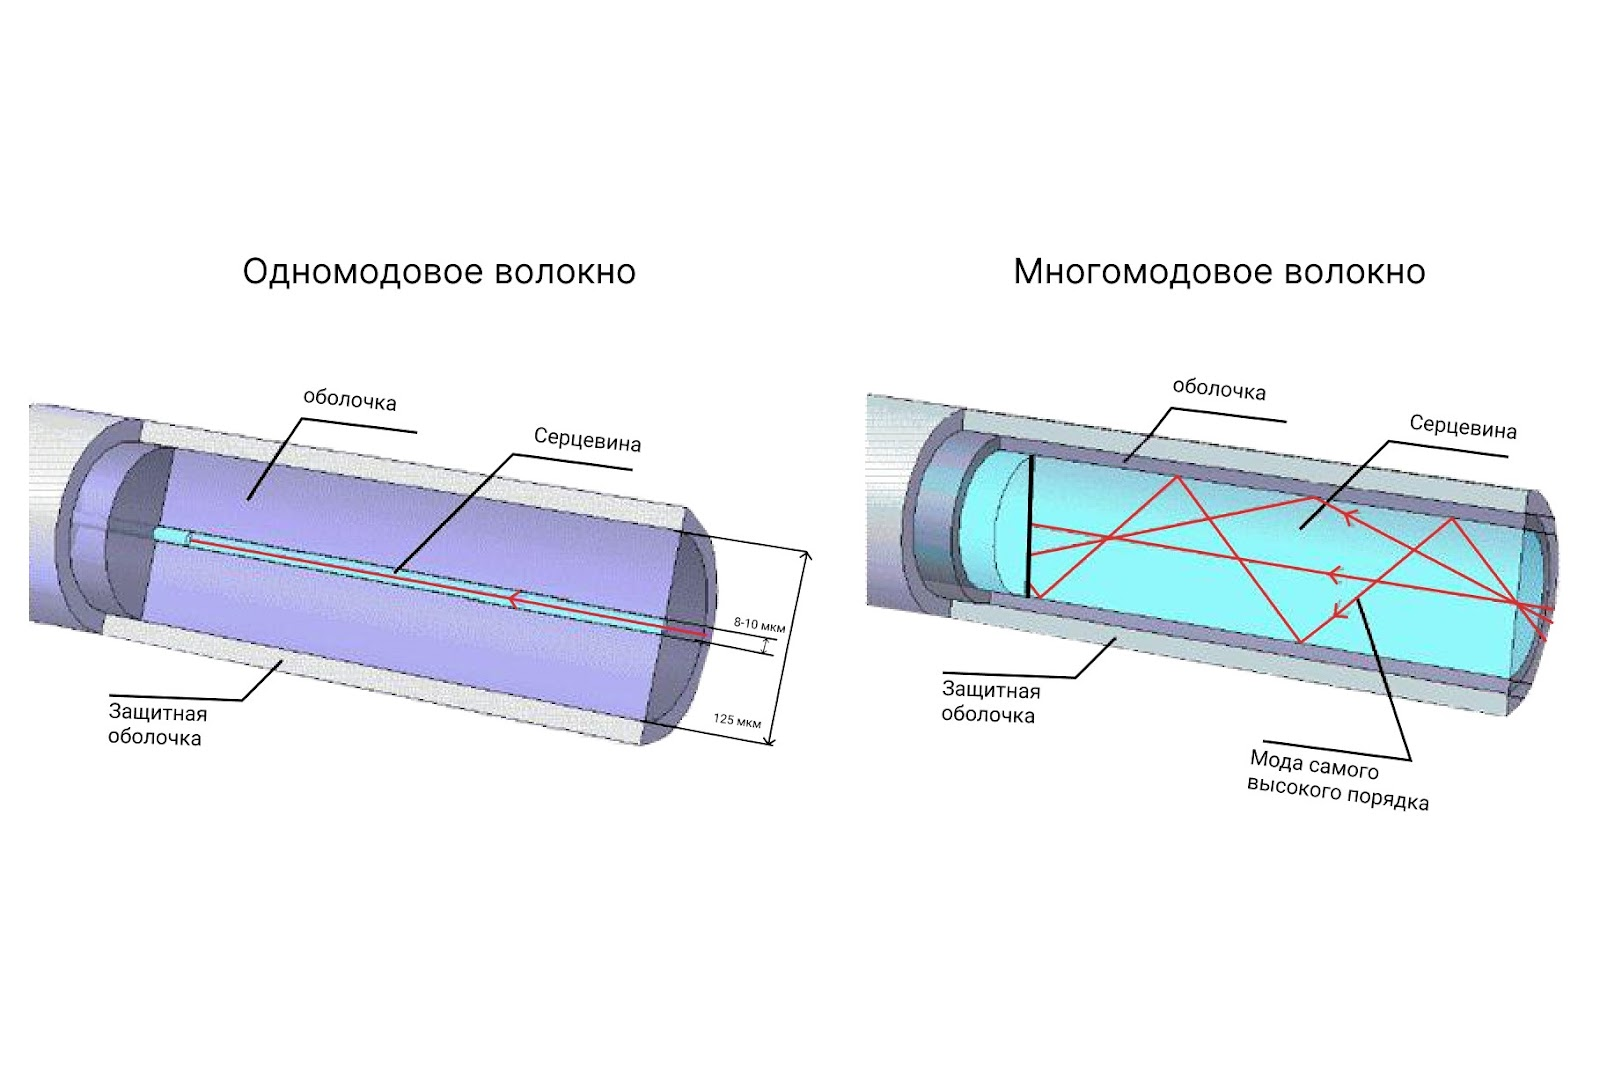 Одномодовое волокно
оболочка
Серцевина
8-10 мкм
125 мкм
Защитная
оболочка
Многомодовое волокно
оболочка
Серцевина
Защитная
оболочка
Мода самого
высокого порядка